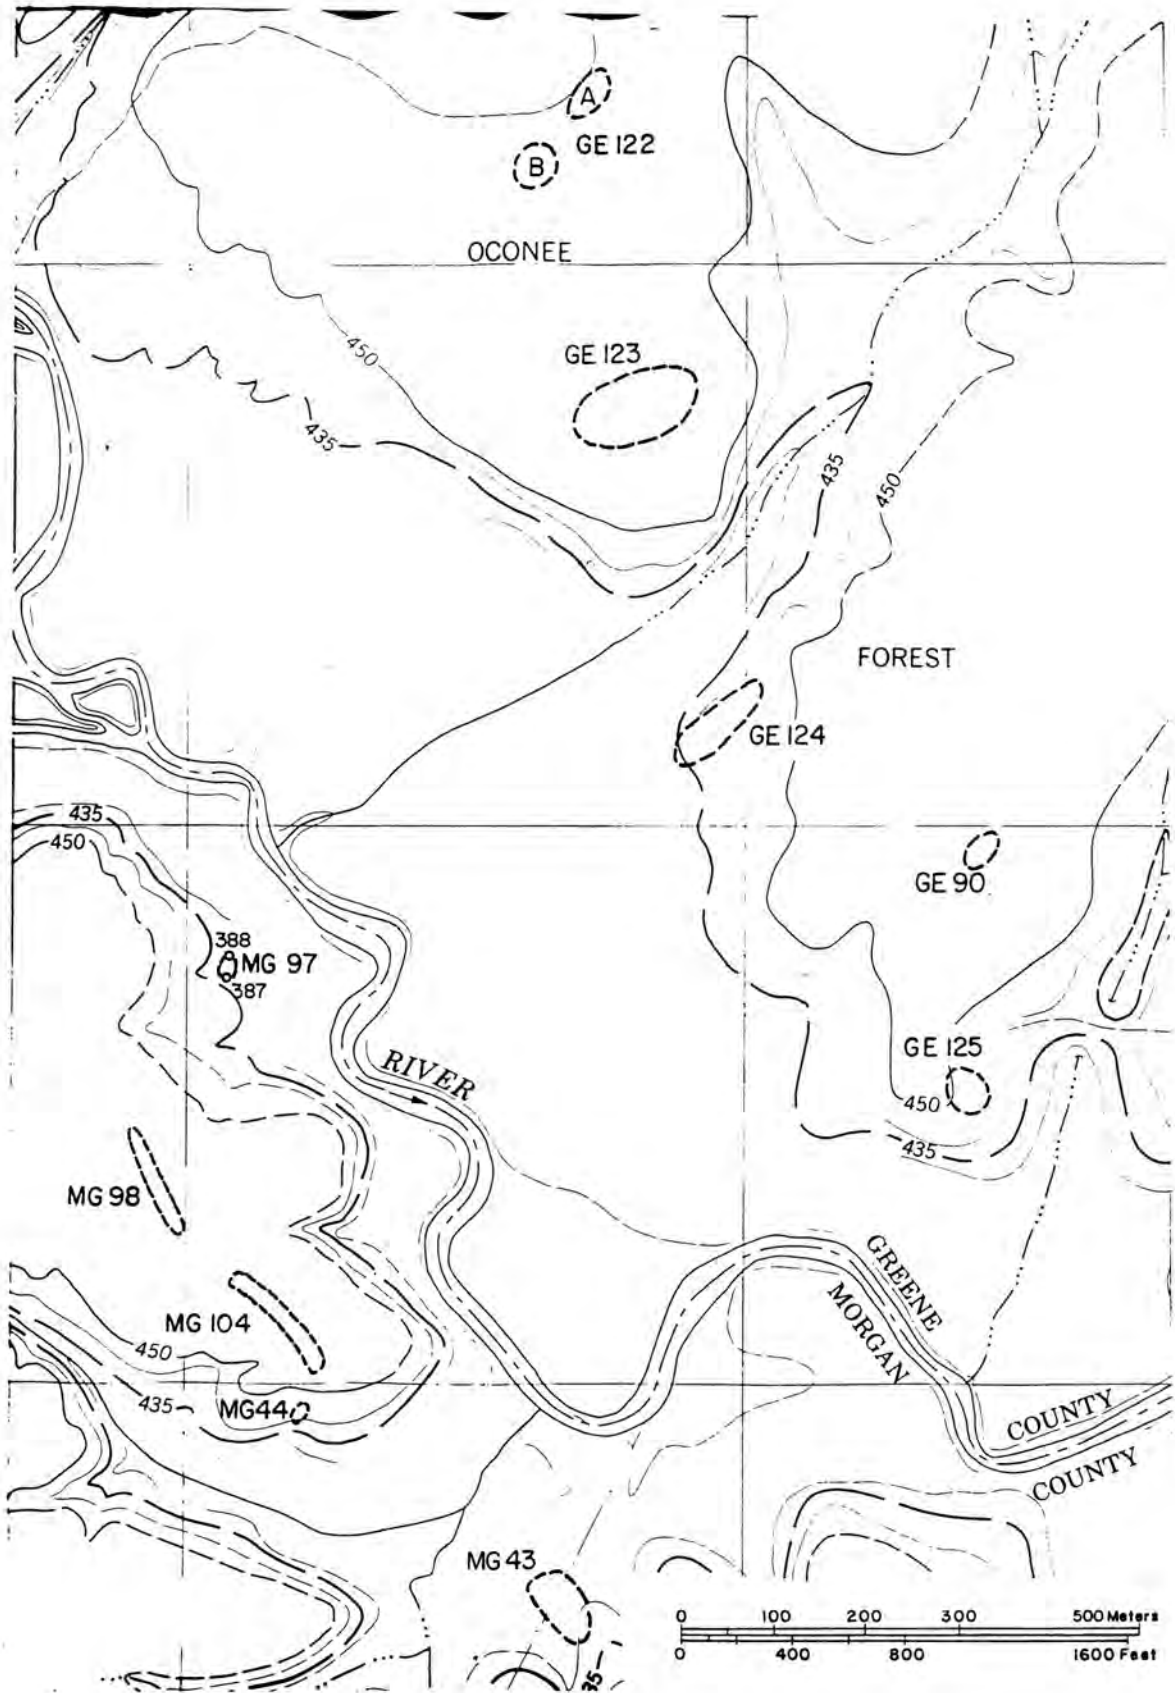 A
GE 122
B
OCONEE
450
GE 123
435
435
450
FOREST
GE 124
435
450
GE 90
388
MG 97
387
RIVER
GE 125
450
435
MG 98
GREENE
MORGAN
MG 104
450
435
MG44
COUNTY
COUNTY
MG 43
0 100 200 300 500 Meters
0 400 800 1600 Feet
35